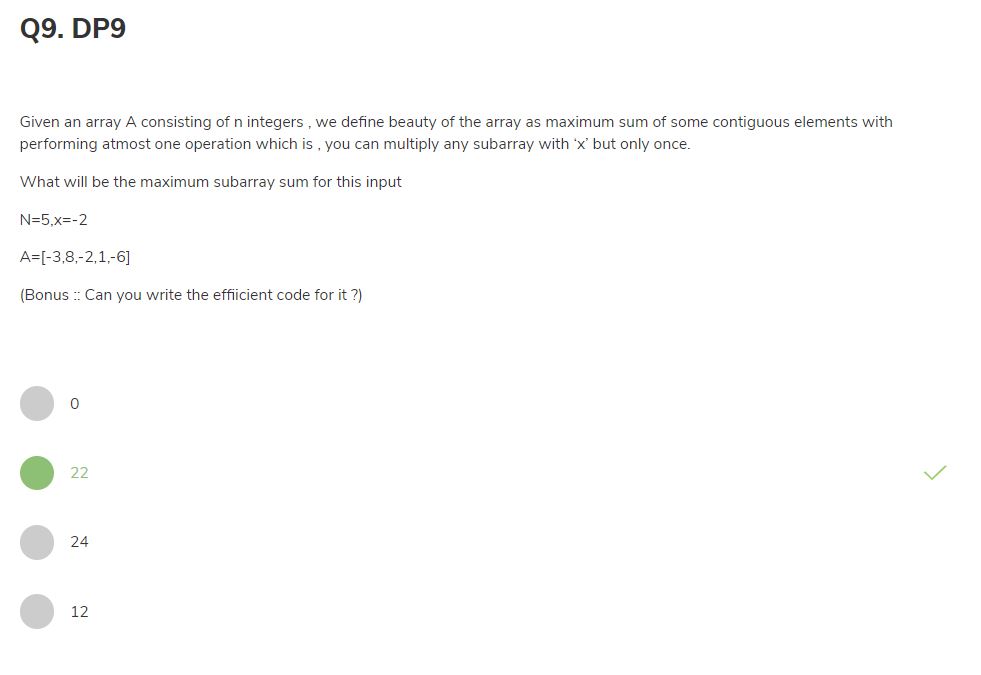 Q9. DP9
Given an array A consisting of n integers , we define beauty of the array as maximum sum of some contiguous elements with
performing atmost one operation which is , you can multiply any subarray with ‘x’ but only once.
What will be the maximum subarray sum for this input
N=5,x=-2
A=[-3,8,-2,1,-6]
(Bonus :: Can you write the effiicient code for it ?)
0
22
24
12